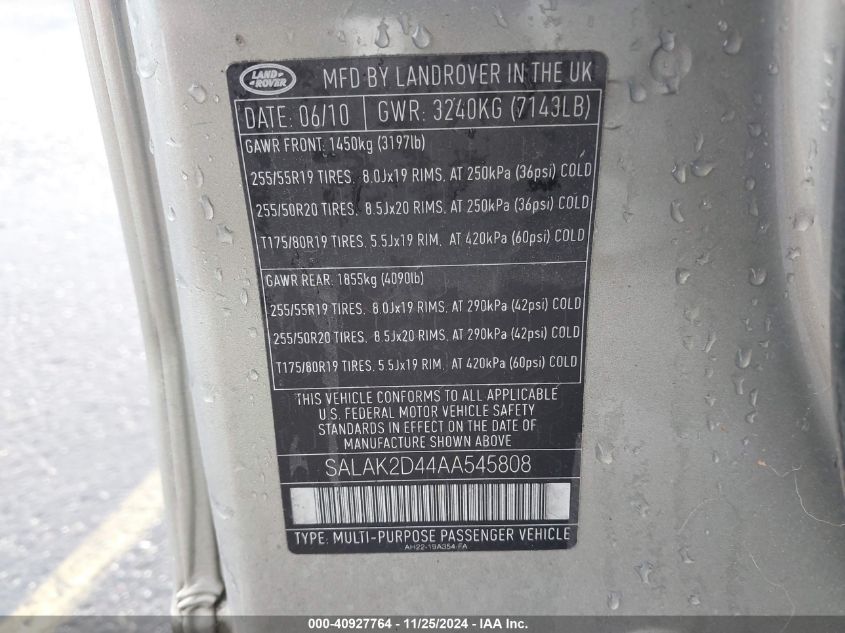 LAND
ROVER
MFD BY LANDROVER IN THE UK
DATE: 06/10 GWR: 3240KG (7143LB)
GAWR FRONT: 1450kg (3197lb)
255/55R19 TIRES. 8.0Jx19 RIMS. AT 250kPa (36psi) COLD
255/50R20 TIRES. 8.5Jx20 RIMS. AT 250kPa (36psi) COLD
T175/80R19 TIRES. 5.5Jx19 RIM. AT 420kPa (60psi) COLD
GAWR REAR: 1855kg (4090lb)
255/55R19 TIRES. 8.0Jx19 RIMS. AT 290kPa (42psi) COLD
255/50R20 TIRES. 8.5Jx20 RIMS. AT 290kPa (42psi) COLD
T175/80R19 TIRES. 5.5Jx19 RIM. AT 420kPa (60psi) COLD
THIS VEHICLE CONFORMS TO ALL APPLICABLE
U.S. FEDERAL MOTOR VEHICLE SAFETY
STANDARDS IN EFFECT ON THE DATE OF
MANUFACTURE SHOWN ABOVE
SALAK2D44AA545808
TYPE: MULTI-PURPOSE PASSENGER VEHICLE
AH22-19A354-FA
000-40927764 - 11/25/2024 - IAA Inc.